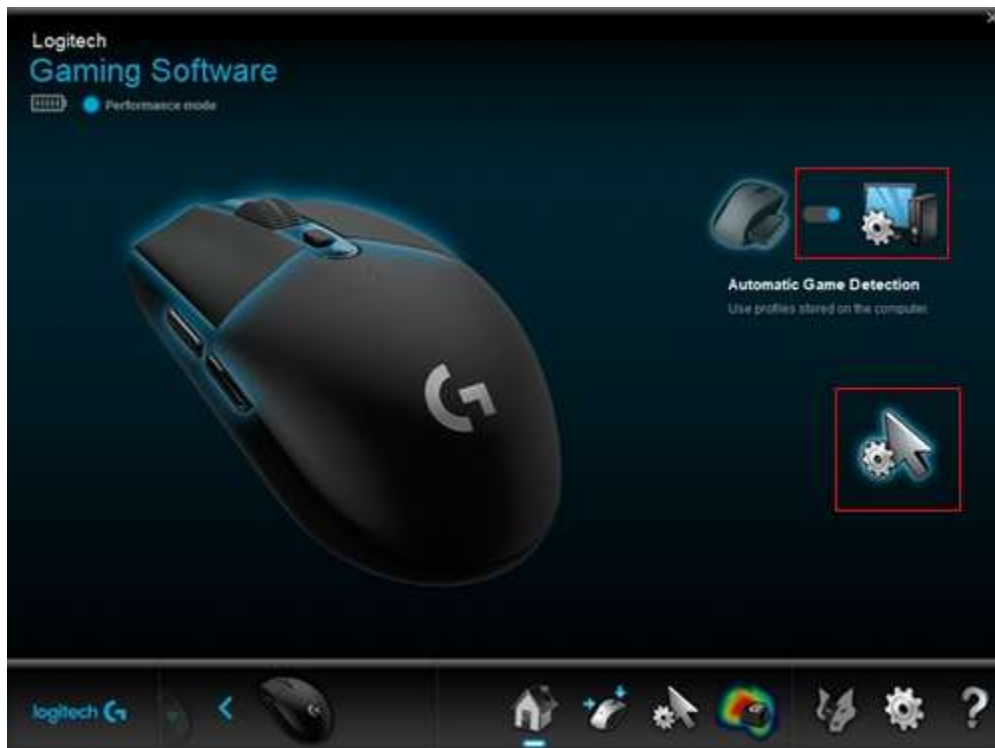 Logitech
Gaming Software
Performance mode
Automatic Game Detection
Use profiles stored on the computer.
logitech G
?